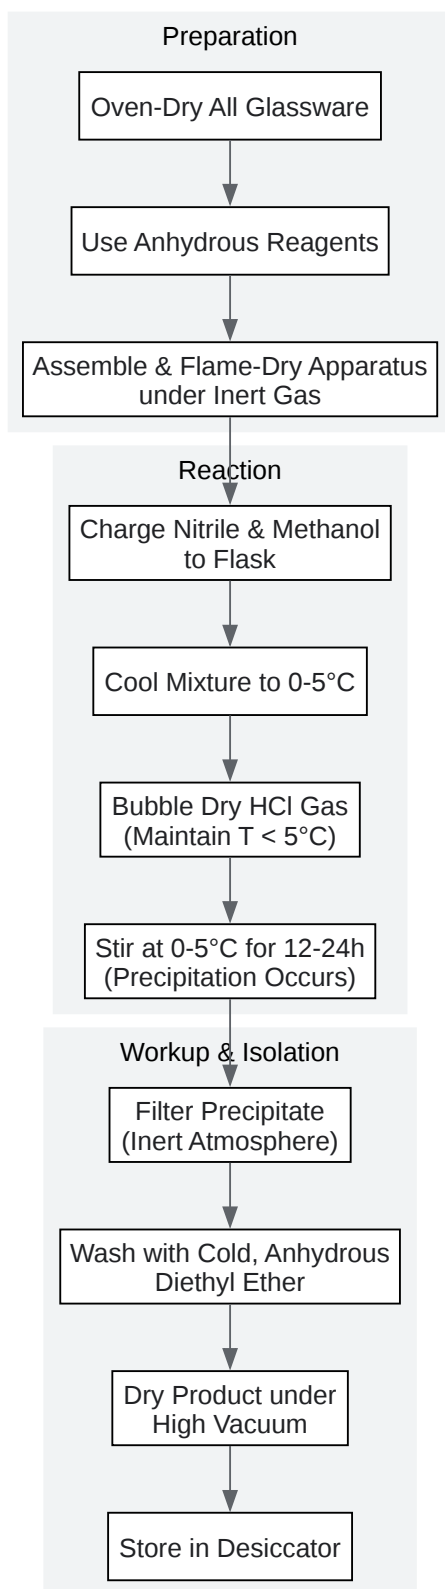 Preparation
Oven-Dry All Glassware
Use Anhydrous Reagents
Assemble & Flame-Dry Apparatus
under Inert Gas
Reaction
Charge Nitrile & Methanol
to Flask
Cool Mixture to 0-5°C
Bubble Dry HCl Gas
(Maintain T < 5°C)
Stir at 0-5°C for 12-24h
(Precipitation Occurs)
Workup & Isolation
Filter Precipitate
(Inert Atmosphere)
Wash with Cold, Anhydrous
Diethyl Ether
Dry Product under
High Vacuum
Store in Desiccator